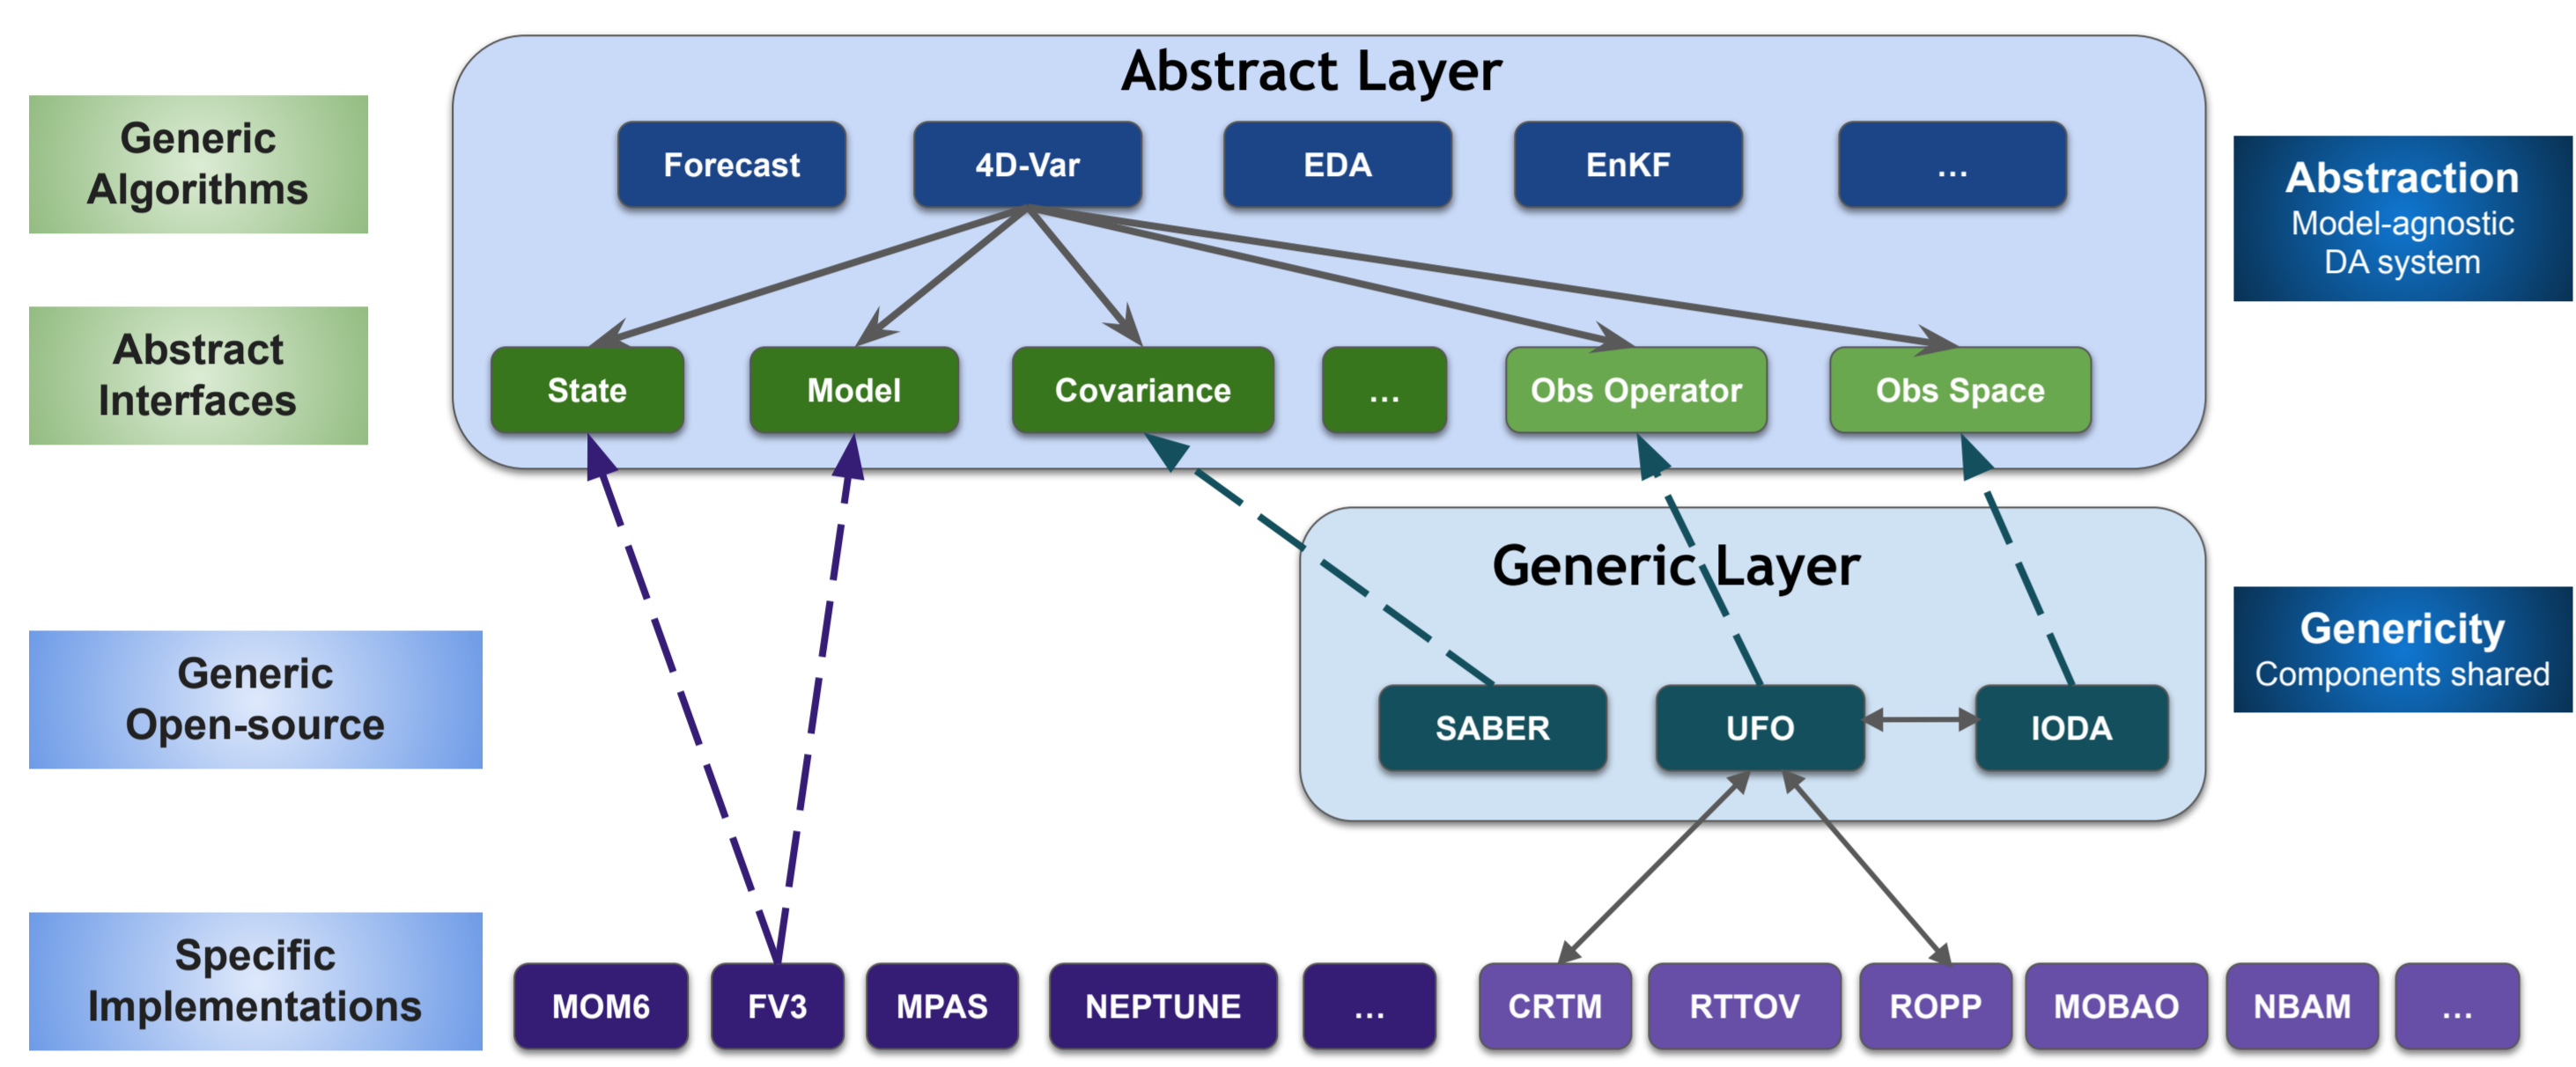 Abstract Layer
Generic
Algorithms
Forecast
4D-Var
EDA
EnKF
...
Abstraction
Model-agnostic
DA system
Abstract
Interfaces
State
Model
Covariance
...
Obs Operator
Obs Space
Generic Layer
Generic
Open-source
SABER
UFO
IODA
Genericity
Components shared
Specific
Implementations
MOM6
FV3
MPAS
NEPTUNE
...
CRTM
RTTOV
ROPP
MOBAO
NBAM
...